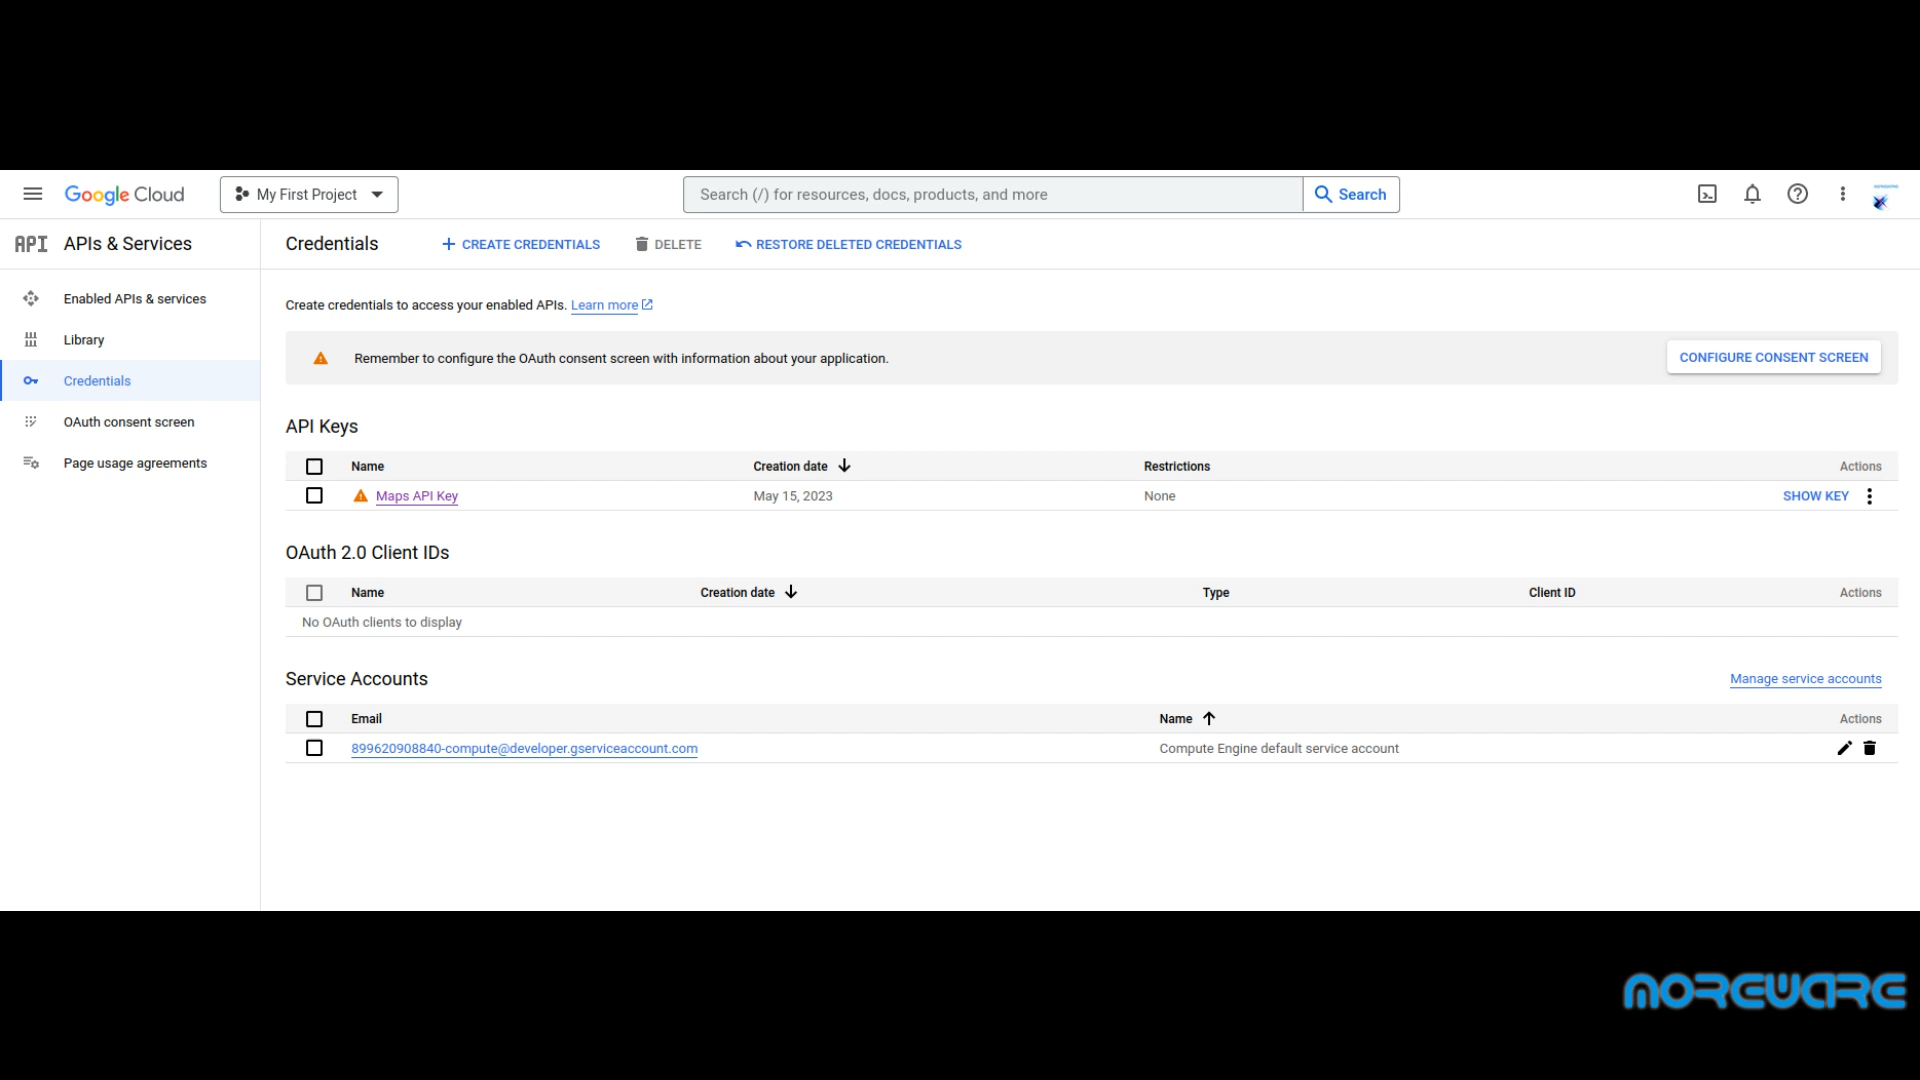 Google Cloud
My First Project
Search (/) for resources, docs, products, and more
Search
API APIs & Services
Enabled APIs & services
Library
Credentials
OAuth consent screen
Page usage agreements
Credentials
CREATE CREDENTIALS
DELETE
RESTORE DELETED CREDENTIALS
Create credentials to access your enabled APIs. Learn more
Remember to configure the OAuth consent screen with information about your application.
CONFIGURE CONSENT SCREEN
API Keys
Name Creation date Restrictions Actions
Maps API Key May 15, 2023 None SHOW KEY
OAuth 2.0 Client IDs
Name Creation date Type Client ID Actions
No OAuth clients to display
Service Accounts
Manage service accounts
Email Name Actions
899620908840-compute@developer.gserviceaccount.com Compute Engine default service account
NOREWARE